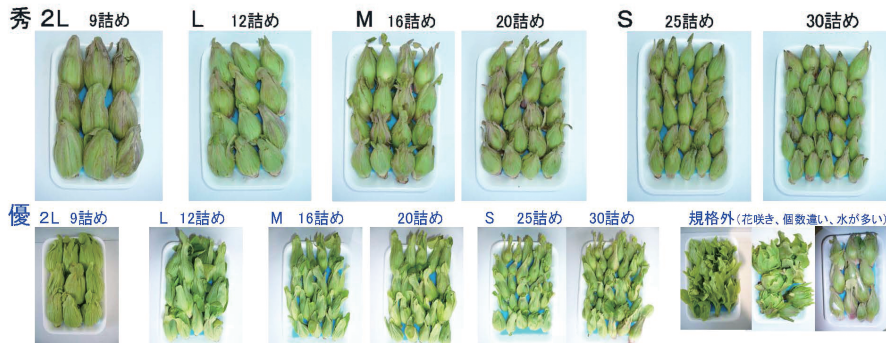 秀 2L 9詰め L 12詰め M 16詰め 20詰め S 25詰め 30詰め
優 2L 9詰め L 12詰め M 16詰め 20詰め S 25詰め 30詰め 規格外(花咲き、個数違い、水が多い)